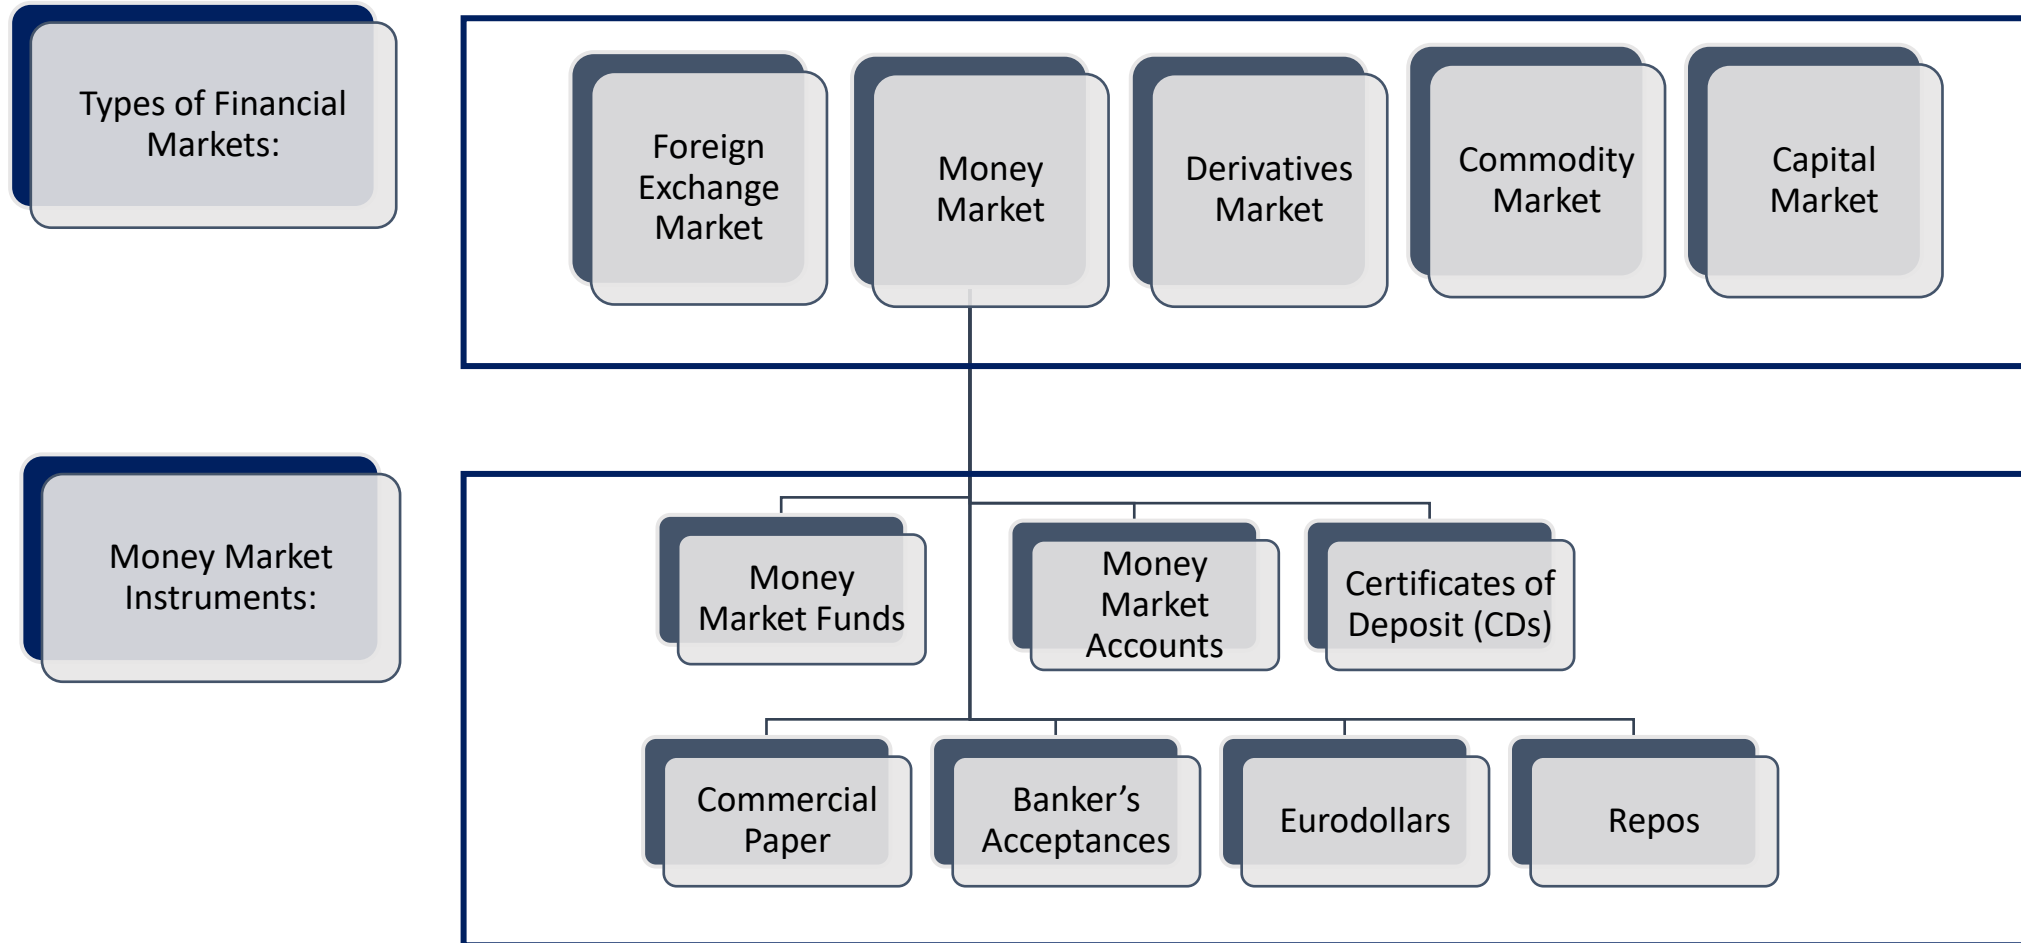 Types of Financial
Markets:
Foreign
Exchange
Market
Money
Market
Derivatives
Market
Commodity
Market
Capital
Market
Money Market
Instruments:
Money
Market Funds
Money
Market
Accounts
Certificates of
Deposit (CDs)
Commercial
Paper
Banker’s
Acceptances
Eurodollars
Repos